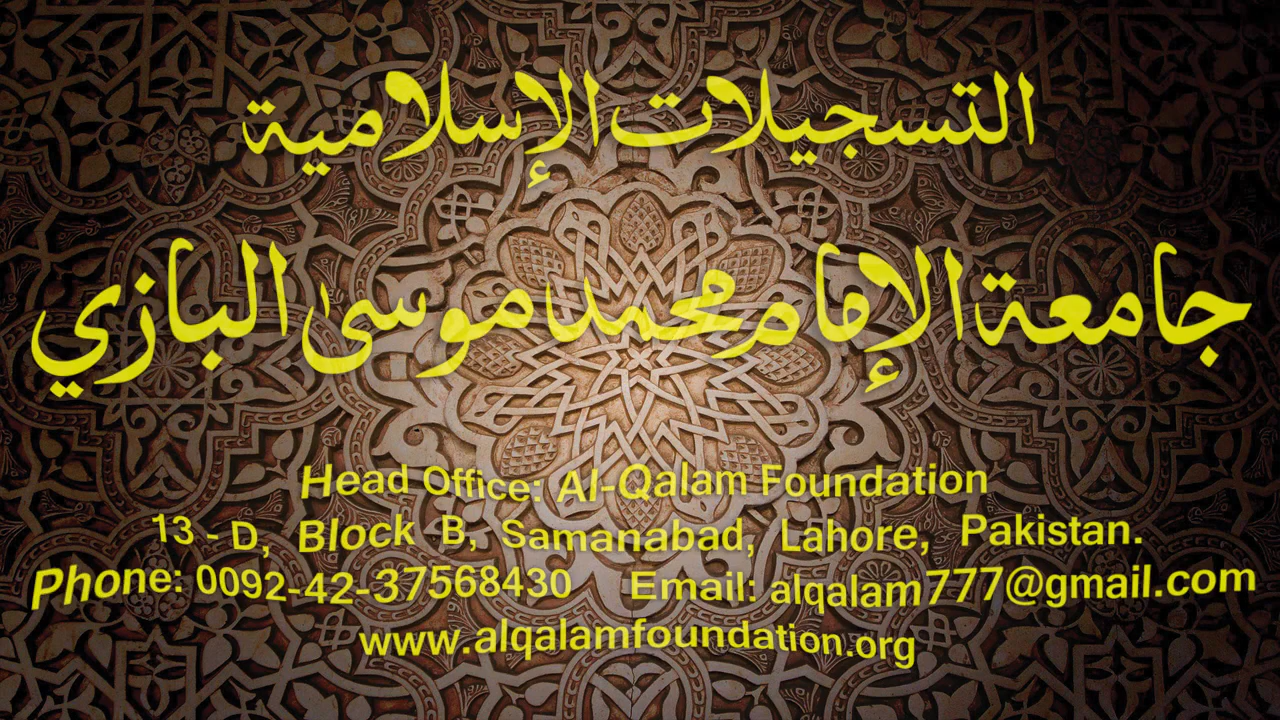 التسجيلات الإسلامية
جامعة الإمام محمد موسى البازي
Head Office: Al-Qalam Foundation
13 - D, Block B, Samanabad, Lahore, Pakistan.
Phone: 0092-42-37568430 Email: alqalam777@gmail.com
www.alqalamfoundation.org